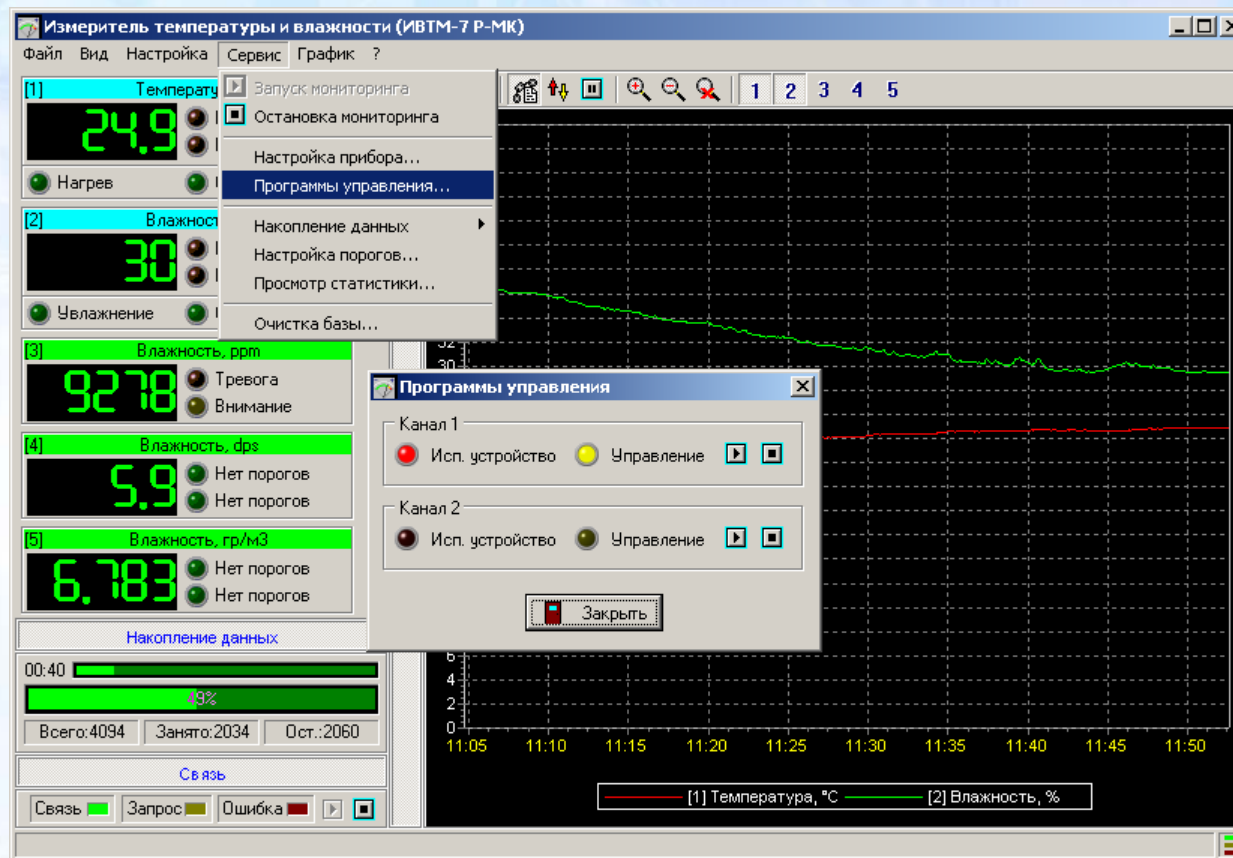 Измеритель температуры и влажности (ИВТМ-7 Р-МК)
Файл Вид Настройка Сервис График ?
1 2 3 4 5
Запуск мониторинга
Остановка мониторинга
Настройка прибора...
Программы управления...
Накопление данных
Настройка порогов...
Просмотр статистики...
Очистка базы...
[1]
24.9
Нагрев
[2]
30
Увлажнение
[3] Влажность, ppm
9278
Тревога
Внимание
[4] Влажность, dps
5.9
Нет порогов
Нет порогов
[5] Влажность, гр/м3
6.783
Нет порогов
Нет порогов
Накопление данных
00:40
49%
Всего:4094 Занято:2034 Ост.:2060
Связь
Связь Запрос Ошибка
Программы управления
Канал 1
Исп. устройство Управление
Канал 2
Исп. устройство Управление
Закрыть
32
30
6
4
2
0
11:05 11:10 11:15 11:20 11:25 11:30 11:35 11:40 11:45 11:50
[1] Температура, °C [2] Влажность, %